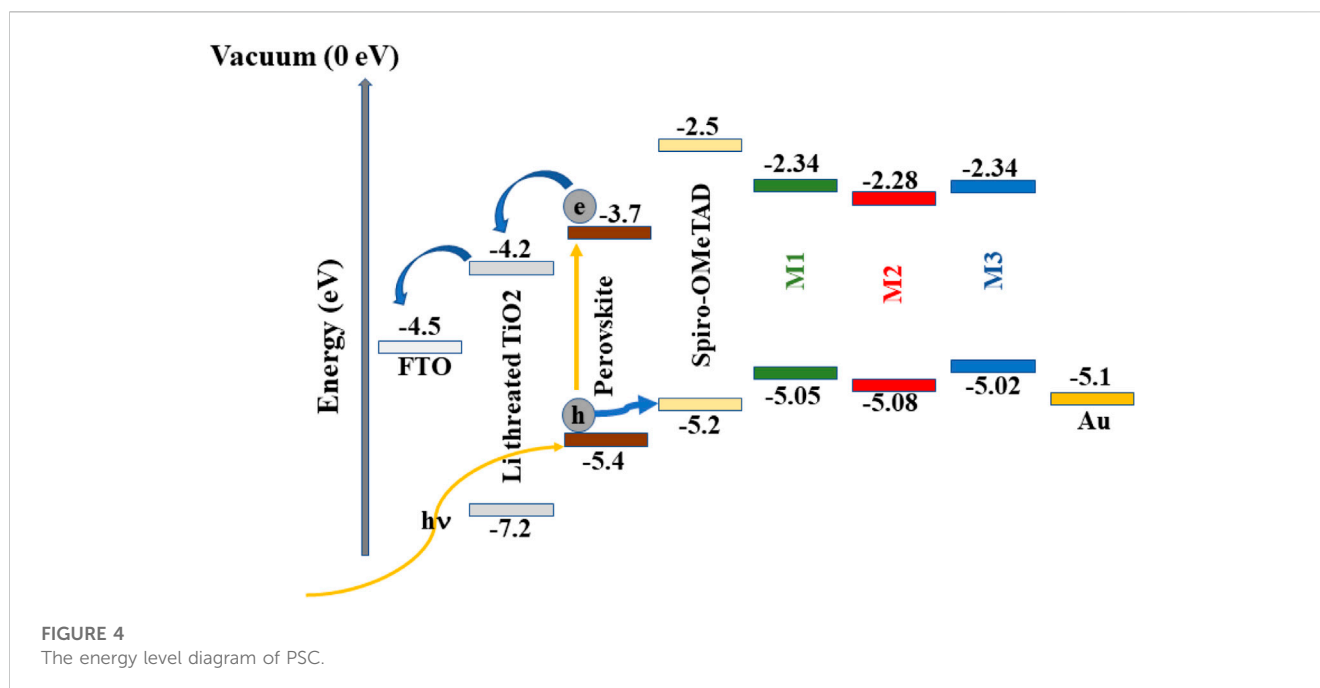 Vacuum (0 eV)
Energy (eV)
-4.5
FTO
-4.2
Li threated TiO2
-7.2
hν
e
-3.7
Perovskite
h
-5.4
-2.5
Spiro-OMeTAD
-5.2
-2.34
M1
-5.05
-2.28
M2
-5.08
-2.34
M3
-5.02
-5.1
Au
FIGURE 4
The energy level diagram of PSC.